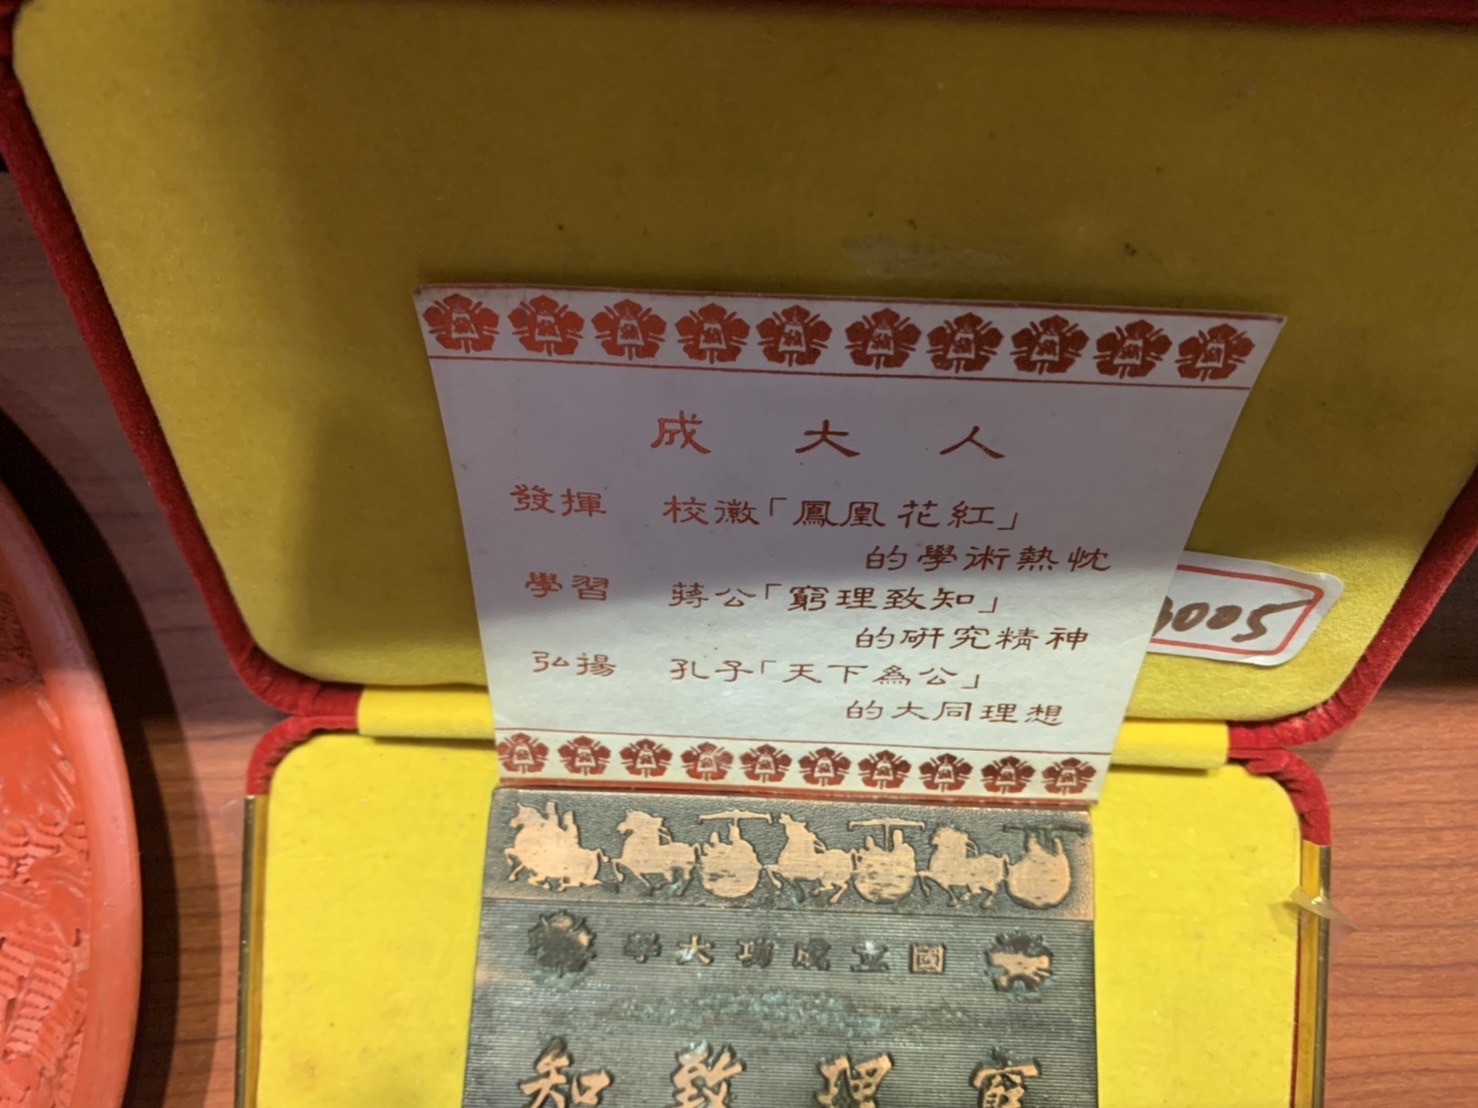 成大人
發揮 校徽「鳳凰花紅」
的學術熱忱
學習 蔣公「窮理致知」
的研究精神
弘揚 孔子「天下為公」
的大同理想
3005
國立成功大學
窮理致知